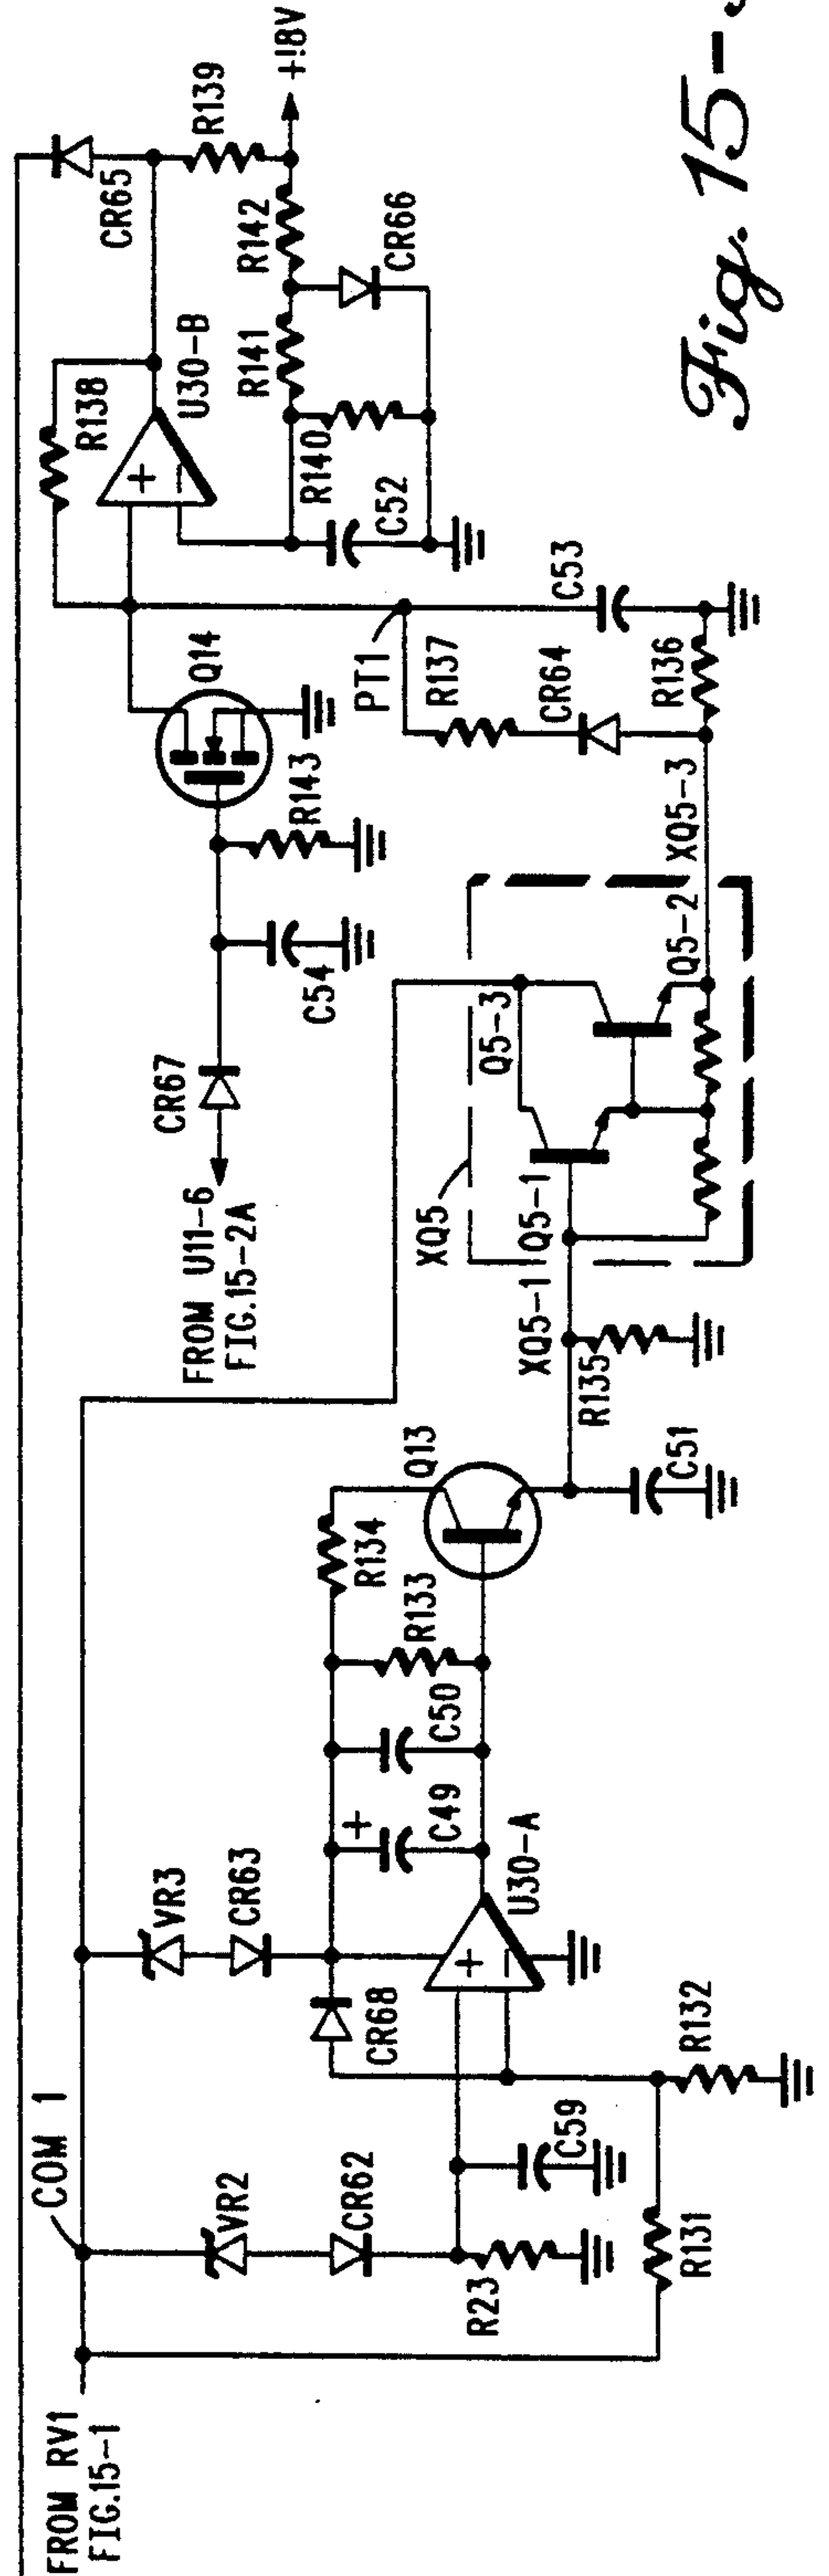 FROM RV1
FIG.15-1
COM 1
VR2
CR62
R23
C59
R131
R132
CR68
VR3
CR63
+
-
U30-A
+
C49
C50
R133
R134
Q13
C51
R135
XQ5-1
Q5-1
XQ5
Q5-3
Q5-2
XQ5-3
FROM U11-6
FIG.15-2A
CR67
C54
R143
Q14
PT1
R137
CR64
R136
C53
R138
+
-
U30-B
C52
R140
R141
R142
CR66
CR65
R139
+!8V
Fig. 15-